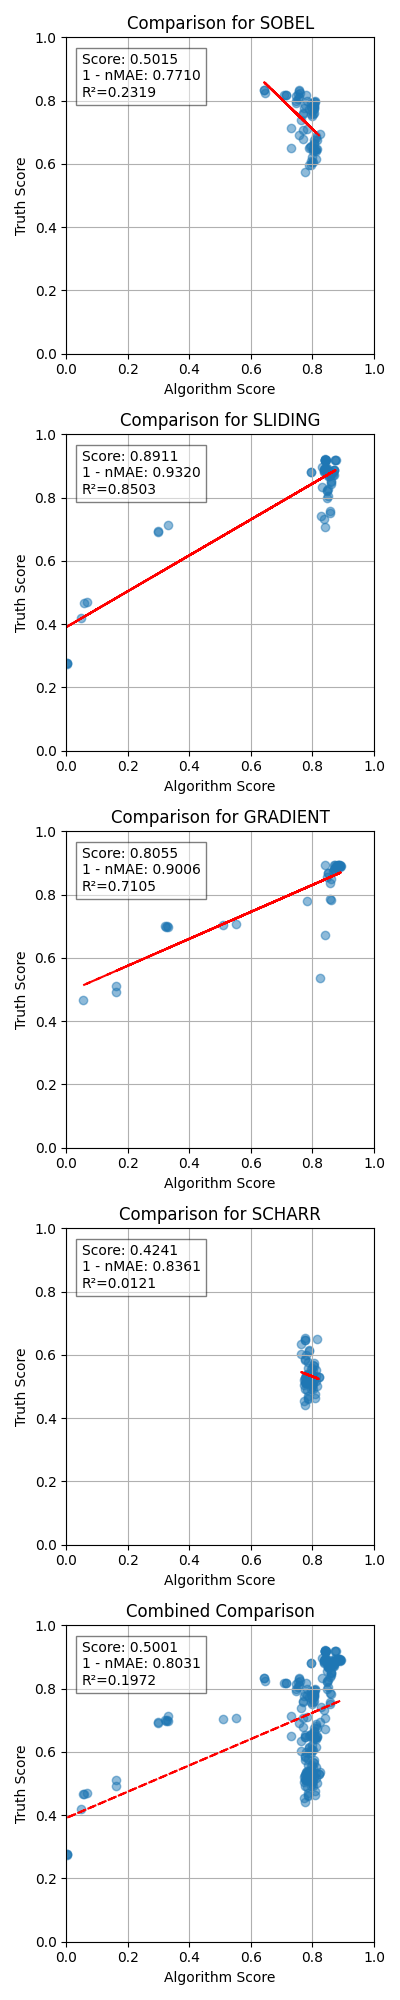 Comparison for SOBEL
1.0
Score: 0.5015
1 - nMAE: 0.7710
R²=0.2319
0.8
0.6
0.4
0.2
0.0
Truth Score
0.0 0.2 0.4 0.6 0.8 1.0
Algorithm Score
Comparison for SLIDING
1.0
Score: 0.8911
1 - nMAE: 0.9320
R²=0.8503
0.8
0.6
0.4
0.2
0.0
Truth Score
0.0 0.2 0.4 0.6 0.8 1.0
Algorithm Score
Comparison for GRADIENT
1.0
Score: 0.8055
1 - nMAE: 0.9006
R²=0.7105
0.8
0.6
0.4
0.2
0.0
Truth Score
0.0 0.2 0.4 0.6 0.8 1.0
Algorithm Score
Comparison for SCHARR
1.0
Score: 0.4241
1 - nMAE: 0.8361
R²=0.0121
0.8
0.6
0.4
0.2
0.0
Truth Score
0.0 0.2 0.4 0.6 0.8 1.0
Algorithm Score
Combined Comparison
1.0
Score: 0.5001
1 - nMAE: 0.8031
R²=0.1972
0.8
0.6
0.4
0.2
0.0
Truth Score
0.0 0.2 0.4 0.6 0.8 1.0
Algorithm Score